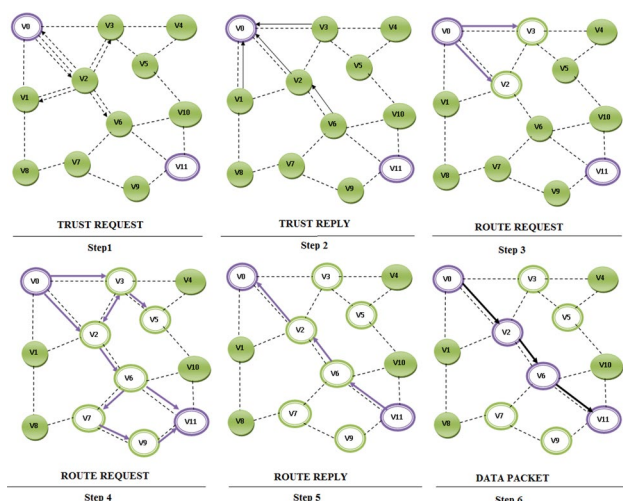 V0 V3 V4
V5
V2
V1
V6 V10
V7
V8 V11
V9
TRUST REQUEST
Step1
V0 V3 V4
V5
V2
V1
V6 V10
V7
V8 V11
V9
TRUST REPLY
Step 2
V0 V3 V4
V5
V2
V1
V6 V10
V7
V8 V11
V9
ROUTE REQUEST
Step 3
V0 V3 V4
V5
V2
V1
V6 V10
V7
V8 V11
V9
ROUTE REQUEST
Step 4
V0 V3 V4
V5
V2
V1
V6 V10
V7
V8 V11
V9
ROUTE REPLY
Step 5
V0 V3 V4
V5
V2
V1
V6 V10
V7
V8 V11
V9
DATA PACKET
Step 6